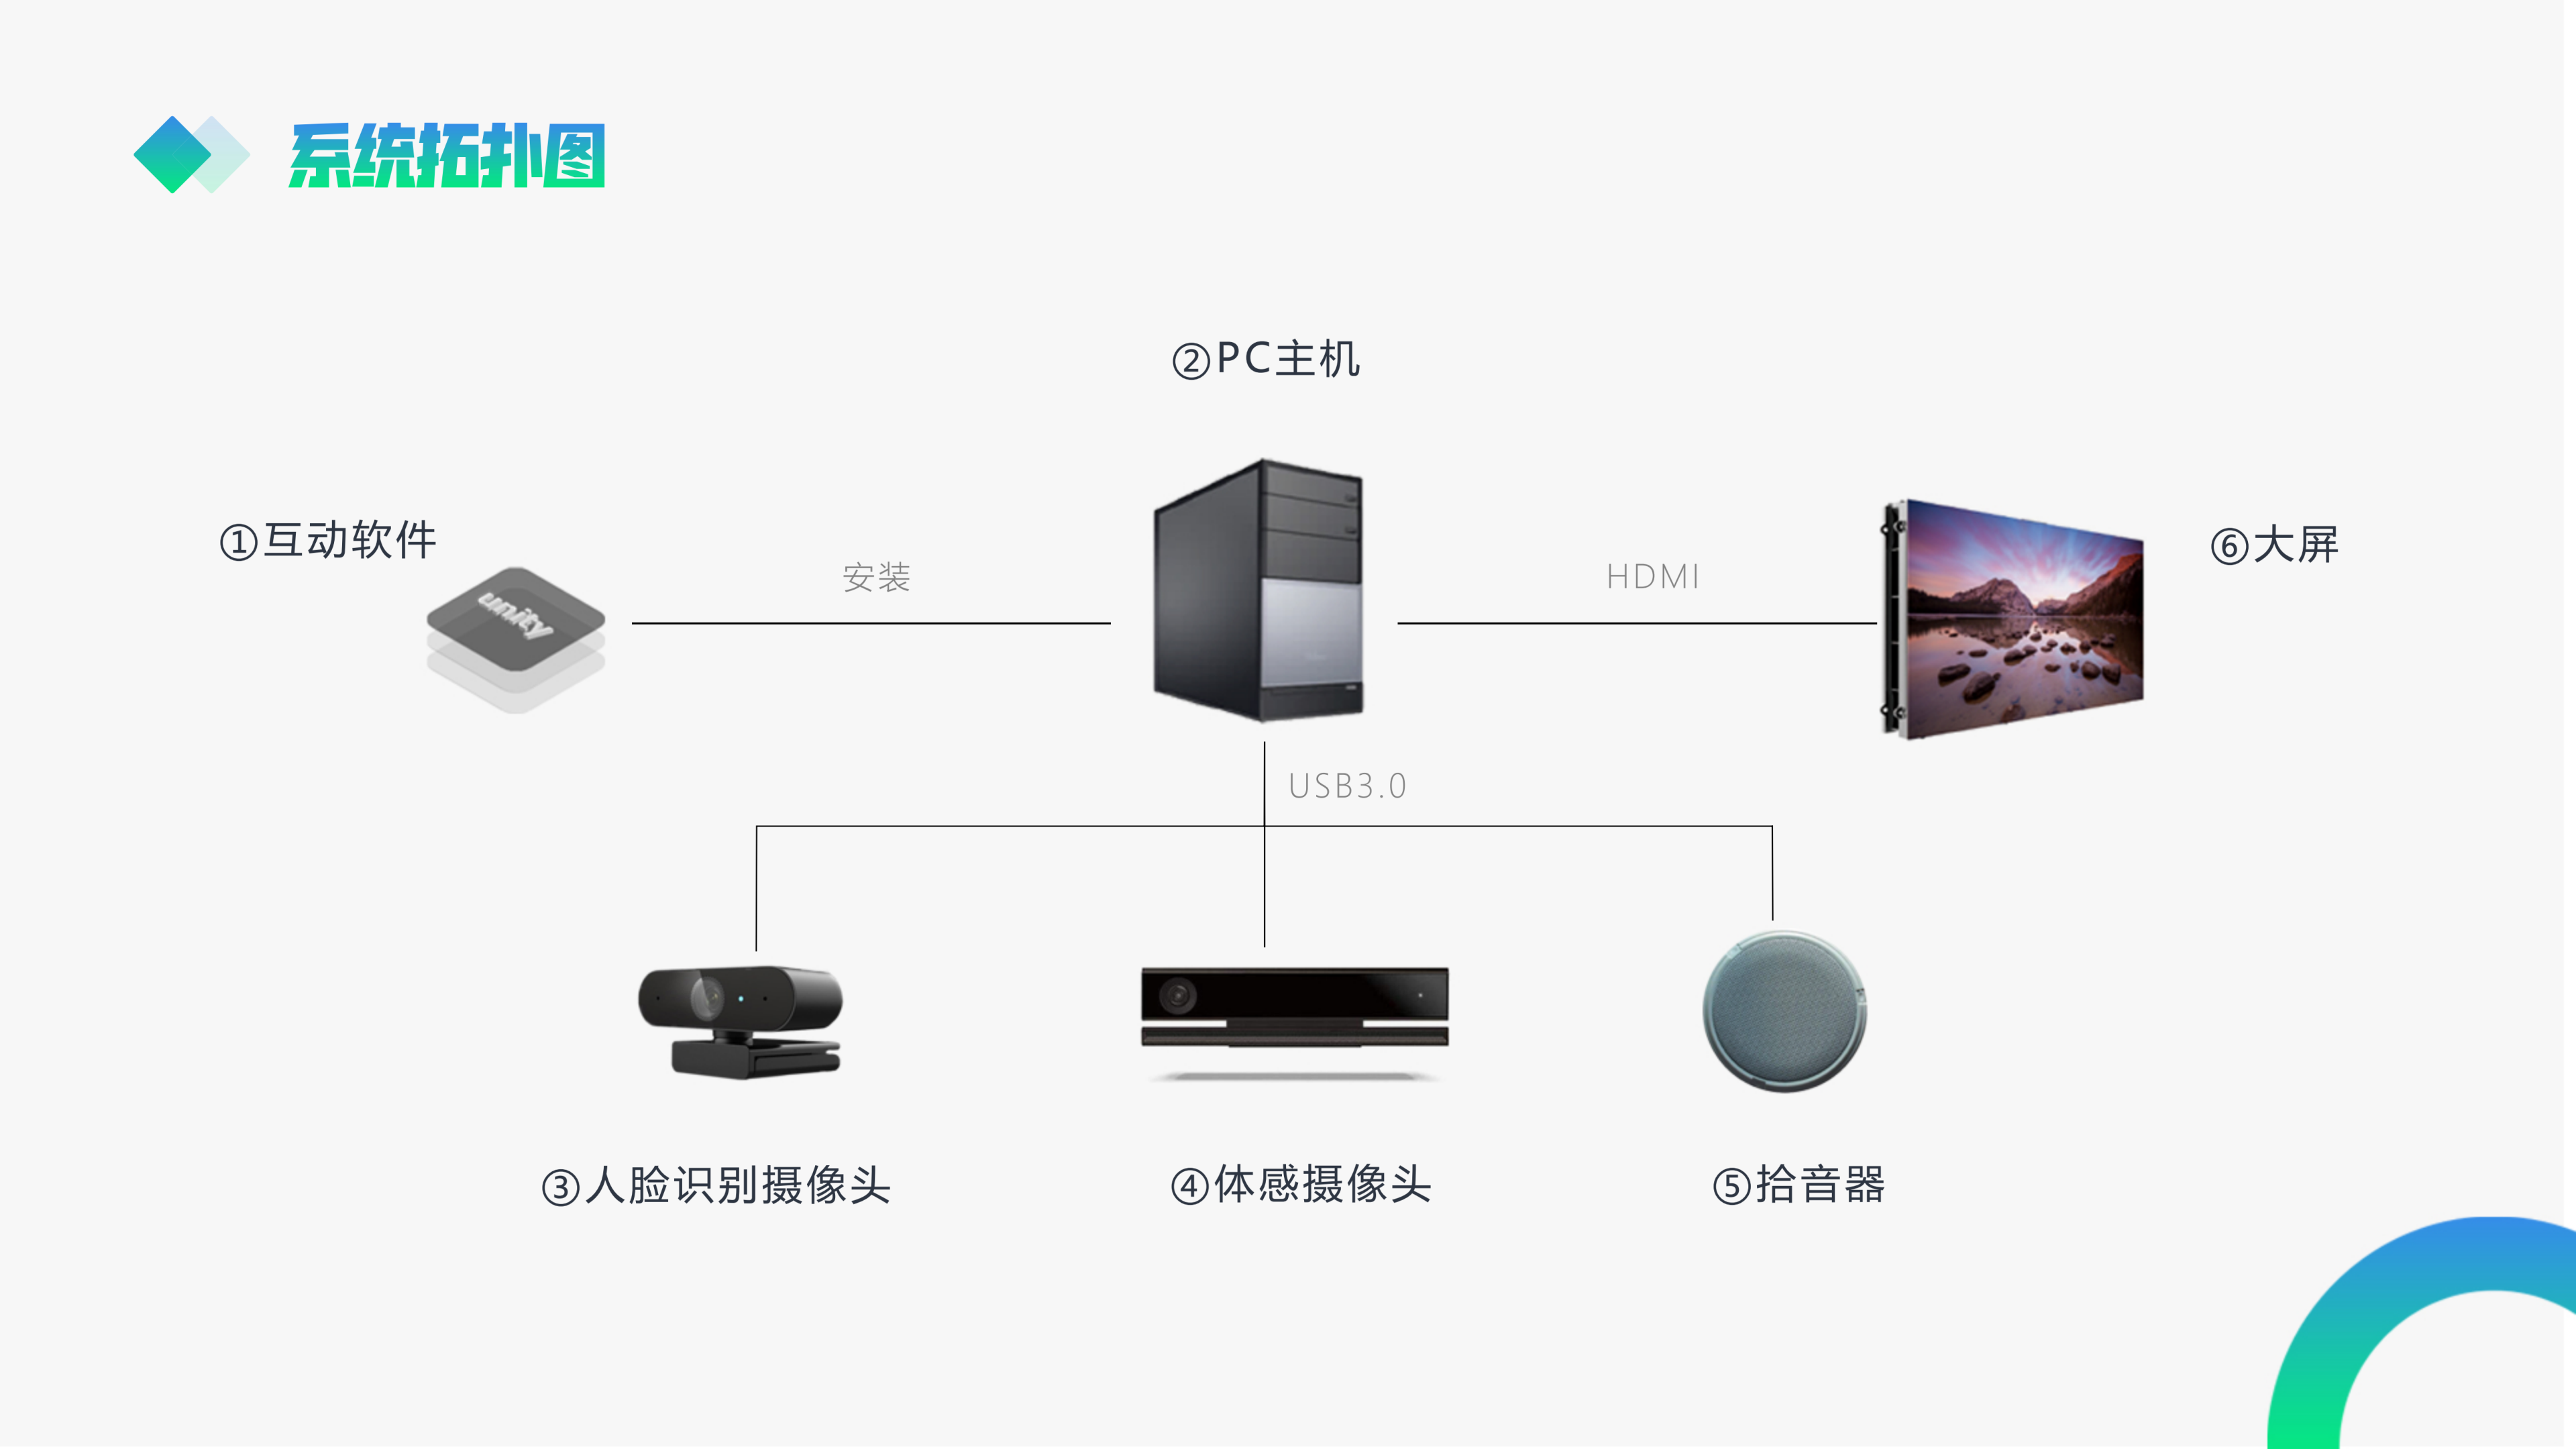 系统拓扑图
②PC主机
①互动软件
unity
安装
HDMI
⑥大屏
USB3.0
③人脸识别摄像头
④体感摄像头
⑤拾音器